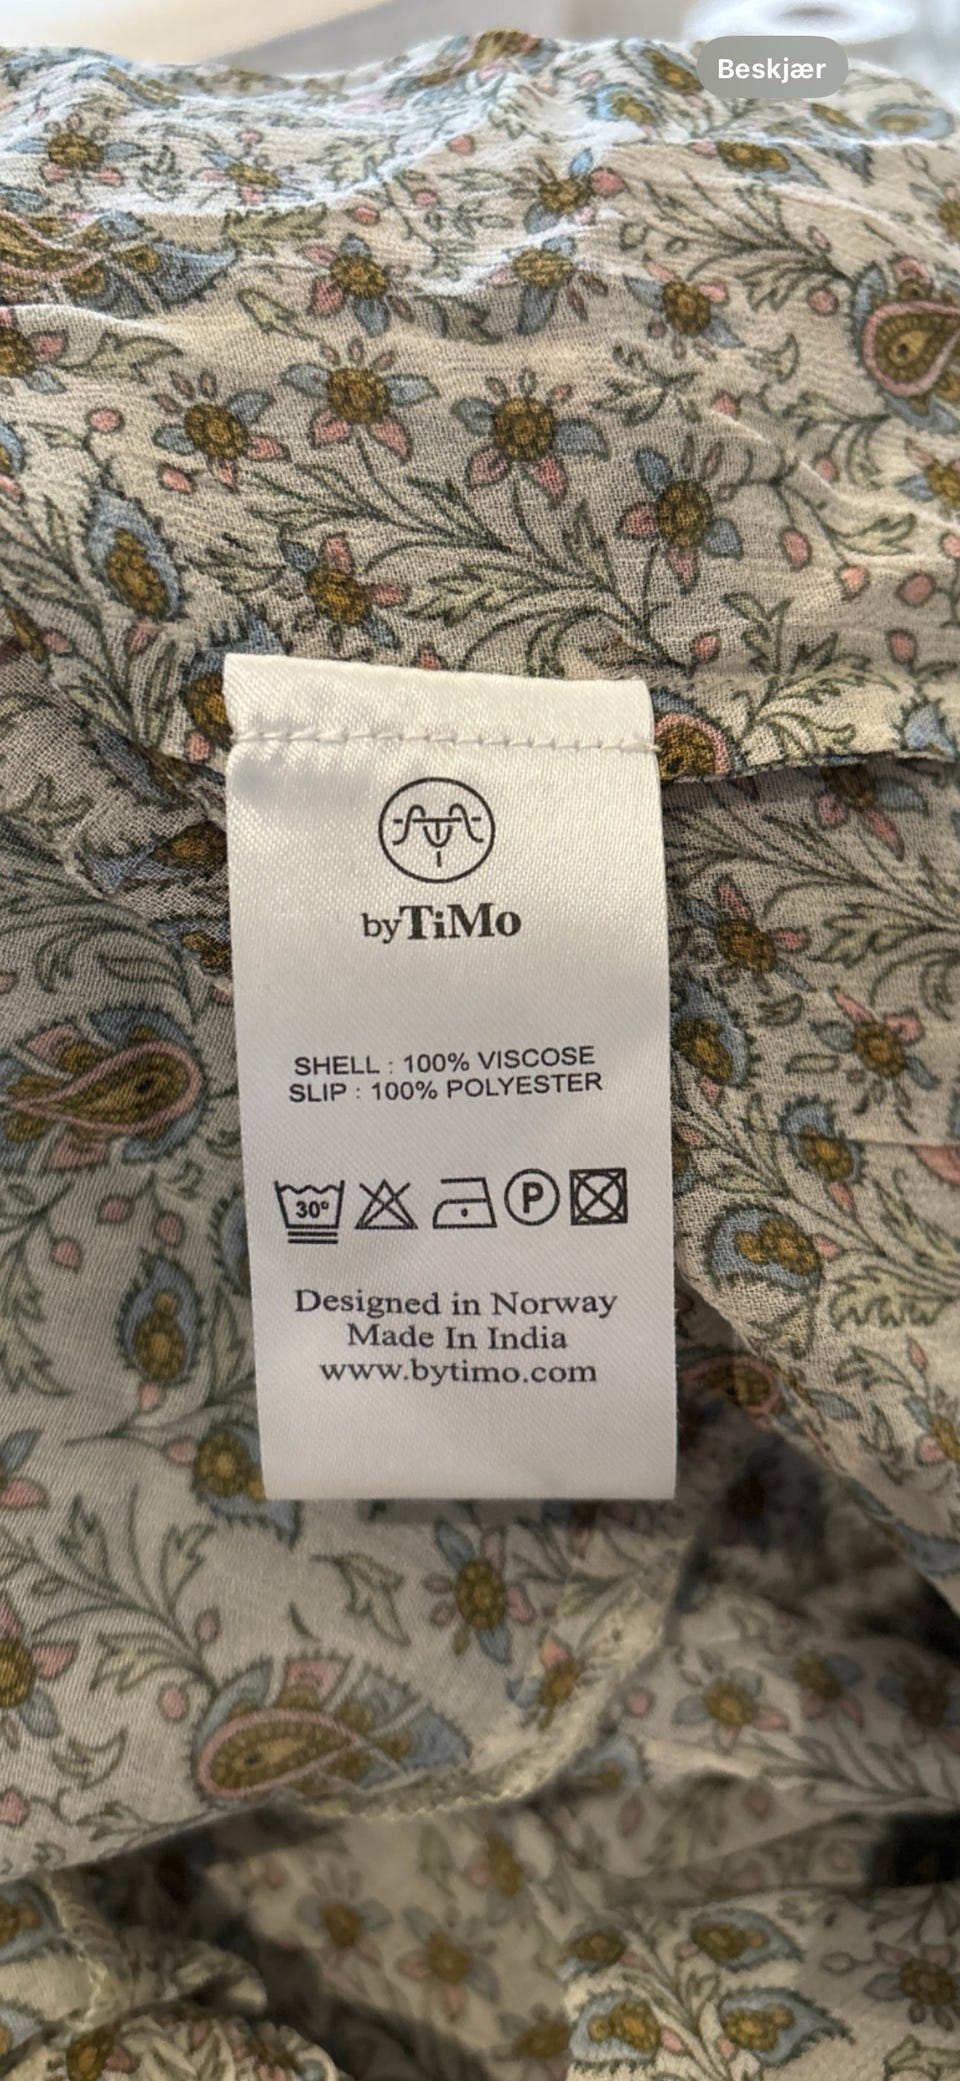 Beskjær
byTiMo
SHELL : 100% VISCOSE
SLIP : 100% POLYESTER
30°
P
Designed in Norway
Made In India
www.bytimo.com